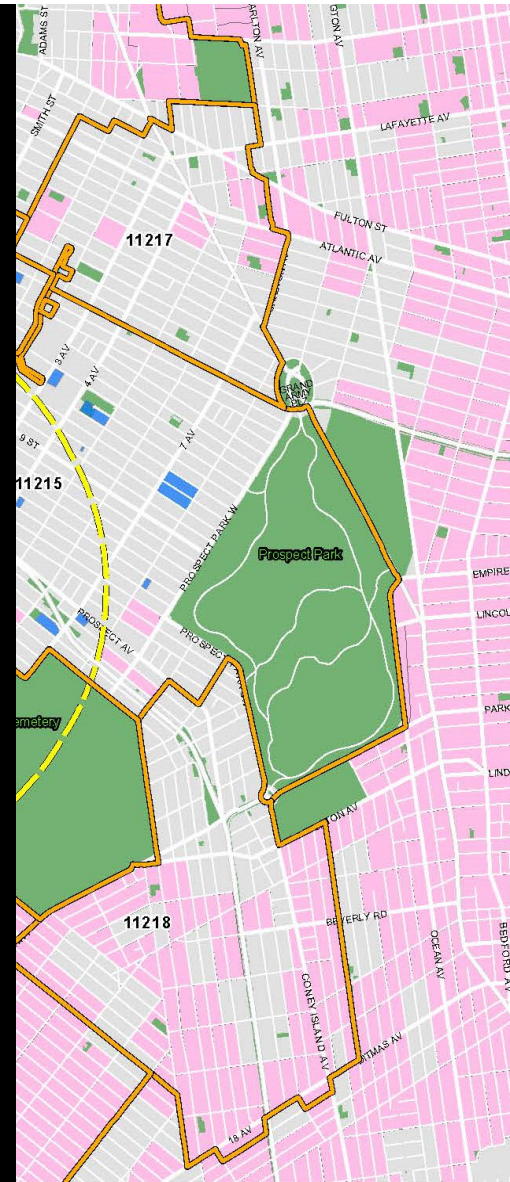 ADAMS ST
ARLTON AV
GTON AV
SMITH ST
LAFAYETTE AV
FULTON ST
11217
ATLANTIC AV
3 AV
4 AV
GRAND
ARMY
PLZ
7 AV
9 ST
11215
PROSPECT PARK W
Prospect Park
EMPIRE
LINCOL
PROSPECT AV
PARK
emetery
LIND
TON AV
11218
BEVERLY RD
OCEAN AV
BEDFORD AV
CONEY ISLAND AV
ITMAS AV
18 AV